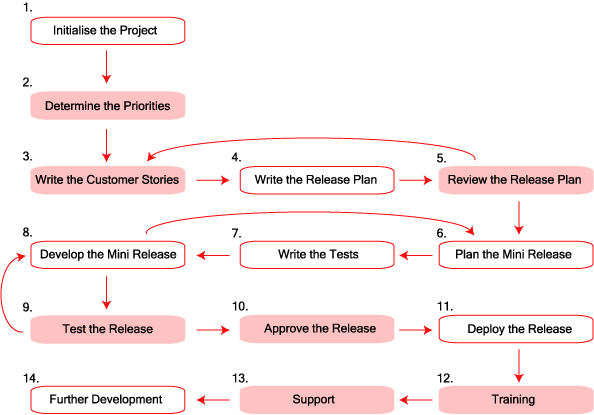 1.
Initialise the Project
2.
Determine the Priorities
3.
Write the Customer Stories
4.
Write the Release Plan
5.
Review the Release Plan
6.
Plan the Mini Release
7.
Write the Tests
8.
Develop the Mini Release
9.
Test the Release
10.
Approve the Release
11.
Deploy the Release
12.
Training
13.
Support
14.
Further Development